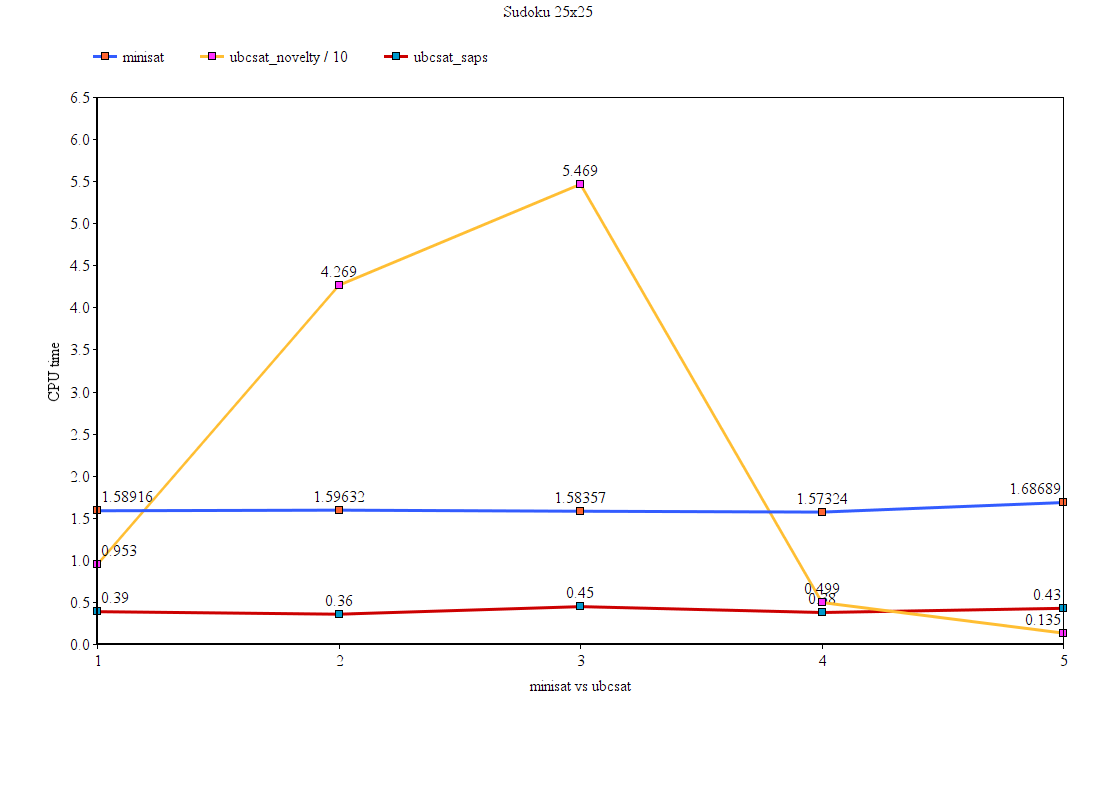 Sudoku 25x25
minisat ubcsat_novelty / 10 ubcsat_saps
6.5
6.0
5.5
5.469
5.0
4.5
4.269
4.0
3.5
CPU time
3.0
2.5
2.0
1.58916 1.59632 1.58357 1.57324 1.68689
1.5
1.0
0.953
0.5
0.499
0.39 0.36 0.45 0.38 0.43
0.135
0.0
1 2 3 4 5
minisat vs ubcsat